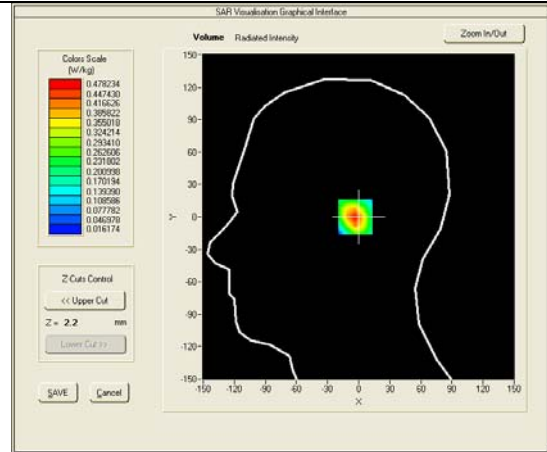 SAR Visualisation Graphical Interface
Volume Radiated Intensity
Zoom In/Out
Colors Scale
(W/kg)
0.478234
0.447430
0.416626
0.385822
0.355018
0.324214
0.293410
0.262606
0.231802
0.200998
0.170194
0.139390
0.108586
0.077782
0.046978
0.016174
Z Cuts Control
<< Upper Cut
Z = 2.2 mm
Lower Cut >>
SAVE Cancel
150
120
90
60
30
0
-30
-60
-90
-120
-150
Y
-150 -120 -90 -60 -30 0 30 60 90 120 150
X